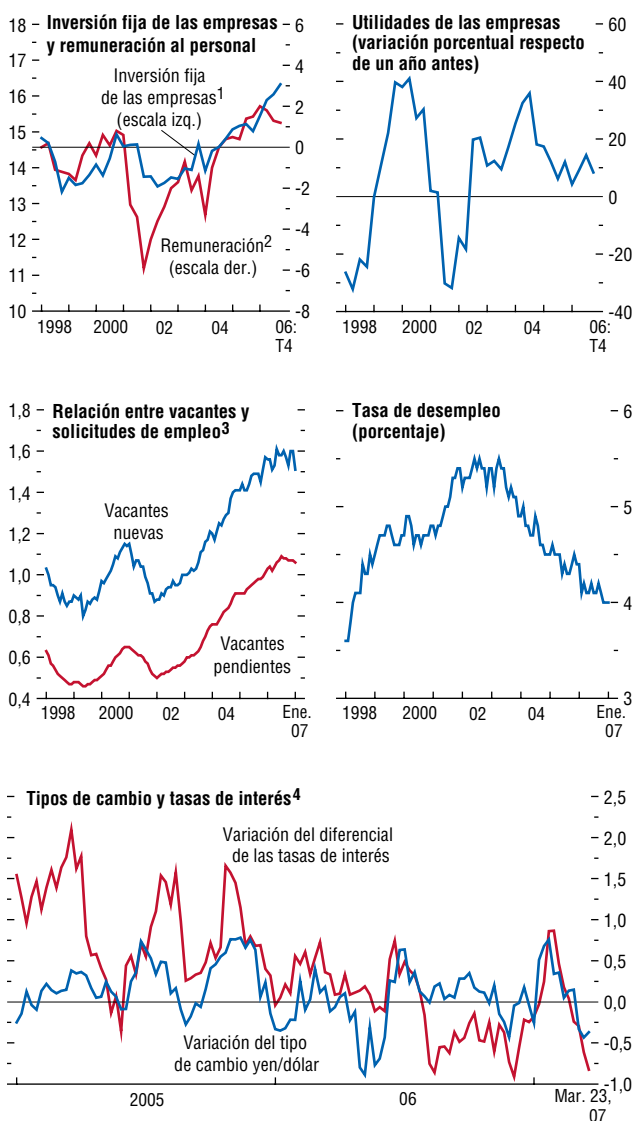 Inversión fija de las empresas
y remuneración al personal
18
17
16
15
14
13
12
11
10
6
4
2
0
-2
-4
-6
-8
Inversión fija
de las empresas1
(escala izq.)
Remuneración2
(escala der.)
1998 2000 02 04 06:
T4
Utilidades de las empresas
(variación porcentual respecto
de un año antes)
60
40
20
0
-20
-40
1998 2000 02 04 06:
T4
Relación entre vacantes y
solicitudes de empleo3
1,8
1,6
1,4
1,2
1,0
0,8
0,6
0,4
Vacantes
nuevas
Vacantes
pendientes
1998 2000 02 04 Ene.
07
Tasa de desempleo
(porcentaje)
6
5
4
3
1998 2000 02 04 Ene.
07
Tipos de cambio y tasas de interés4
2,5
2,0
1,5
1,0
0,5
0,0
-0,5
-1,0
Variación del diferencial
de las tasas de interés
Variación del tipo
de cambio yen/dólar
2005 06 Mar. 23,
07